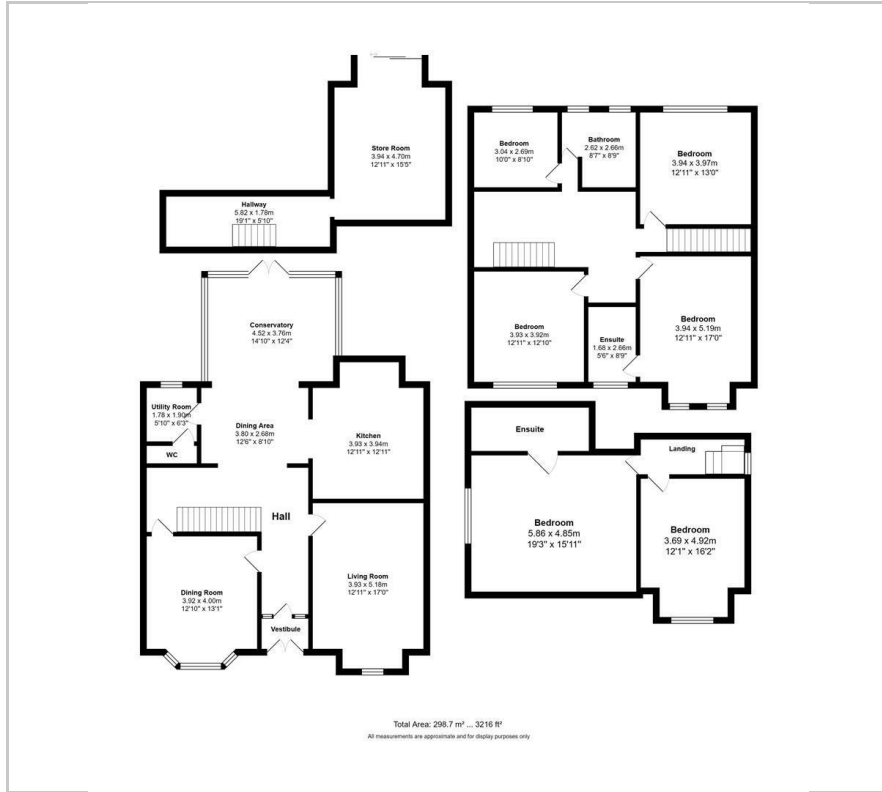 Store Room
3.94 x 4.70m
12'11" x 15'5"
Hallway
5.82 x 1.78m
19'1" x 5'10"
Conservatory
4.52 x 3.76m
14'10" x 12'4"
Utility Room
1.78 x 1.90m
5'10" x 6'3"
WC
Dining Area
3.80 x 2.68m
12'6" x 8'10"
Kitchen
3.93 x 3.94m
12'11" x 12'11"
Hall
Dining Room
3.92 x 4.00m
12'10" x 13'1"
Living Room
3.93 x 5.18m
12'11" x 17'0"
Vestibule
Bedroom
3.04 x 2.69m
10'0" x 8'10"
Bathroom
2.62 x 2.66m
8'7" x 8'9"
Bedroom
3.94 x 3.97m
12'11" x 13'0"
Bedroom
3.93 x 3.92m
12'11" x 12'10"
Ensuite
1.68 x 2.66m
5'6" x 8'9"
Bedroom
3.94 x 5.19m
12'11" x 17'0"
Ensuite
Landing
Bedroom
5.86 x 4.85m
19'3" x 15'11"
Bedroom
3.69 x 4.92m
12'1" x 16'2"
Total Area: 298.7 m² ... 3216 ft²
All measurements are approximate and for display purposes only